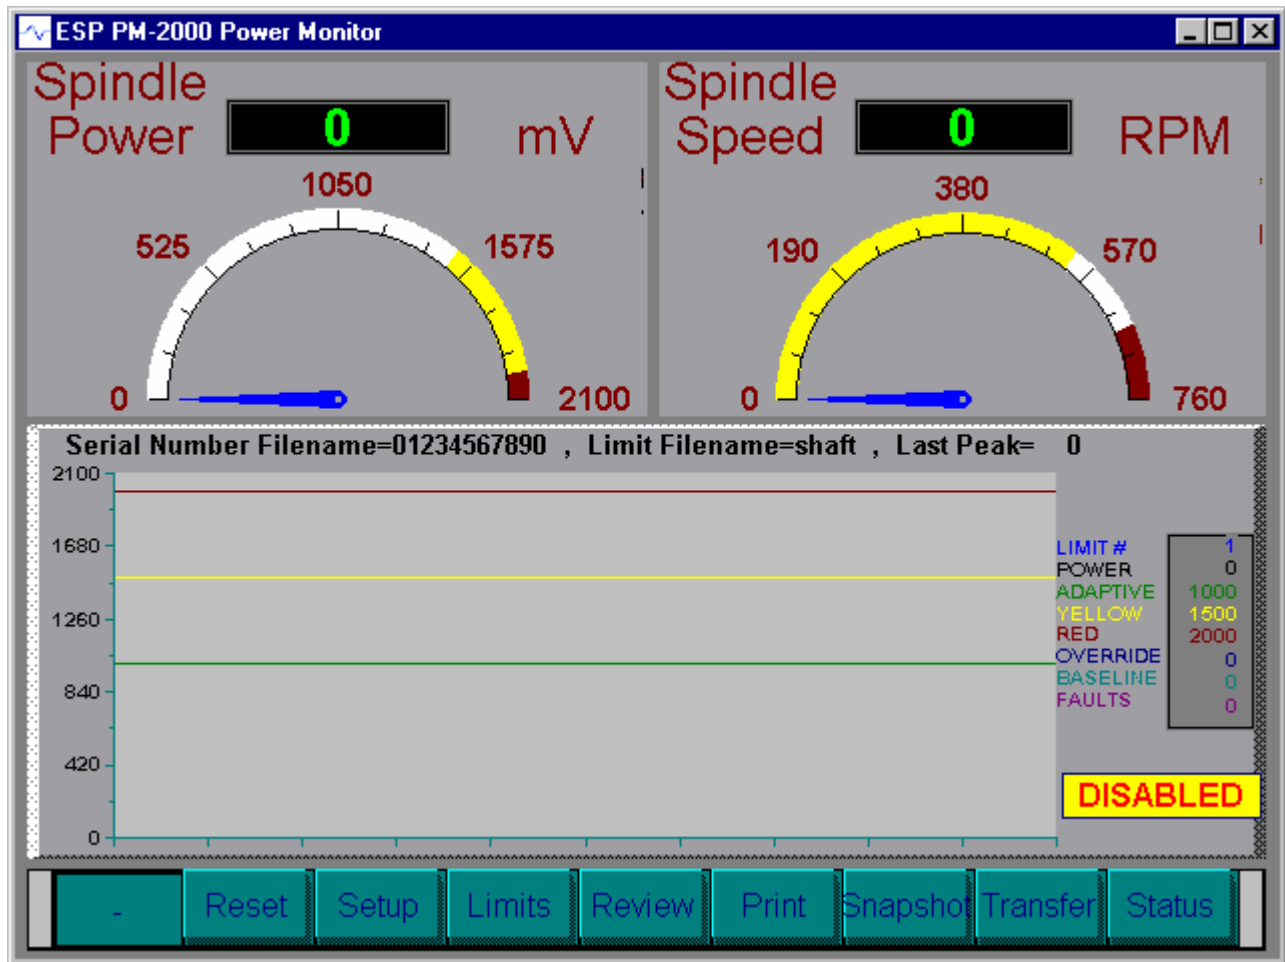 ESP PM-2000 Power Monitor
Spindle Power
0
mV
0
525
1050
1575
2100
Spindle Speed
0
RPM
0
190
380
570
760
Serial Number Filename=01234567890 , Limit Filename=shaft , Last Peak= 0
2100
1680
1260
840
420
0
LIMIT # 1
POWER 0
ADAPTIVE 1000
YELLOW 1500
RED 2000
OVERRIDE 0
BASELINE 0
FAULTS 0
DISABLED
- Reset Setup Limits Review Print Snapshot Transfer Status